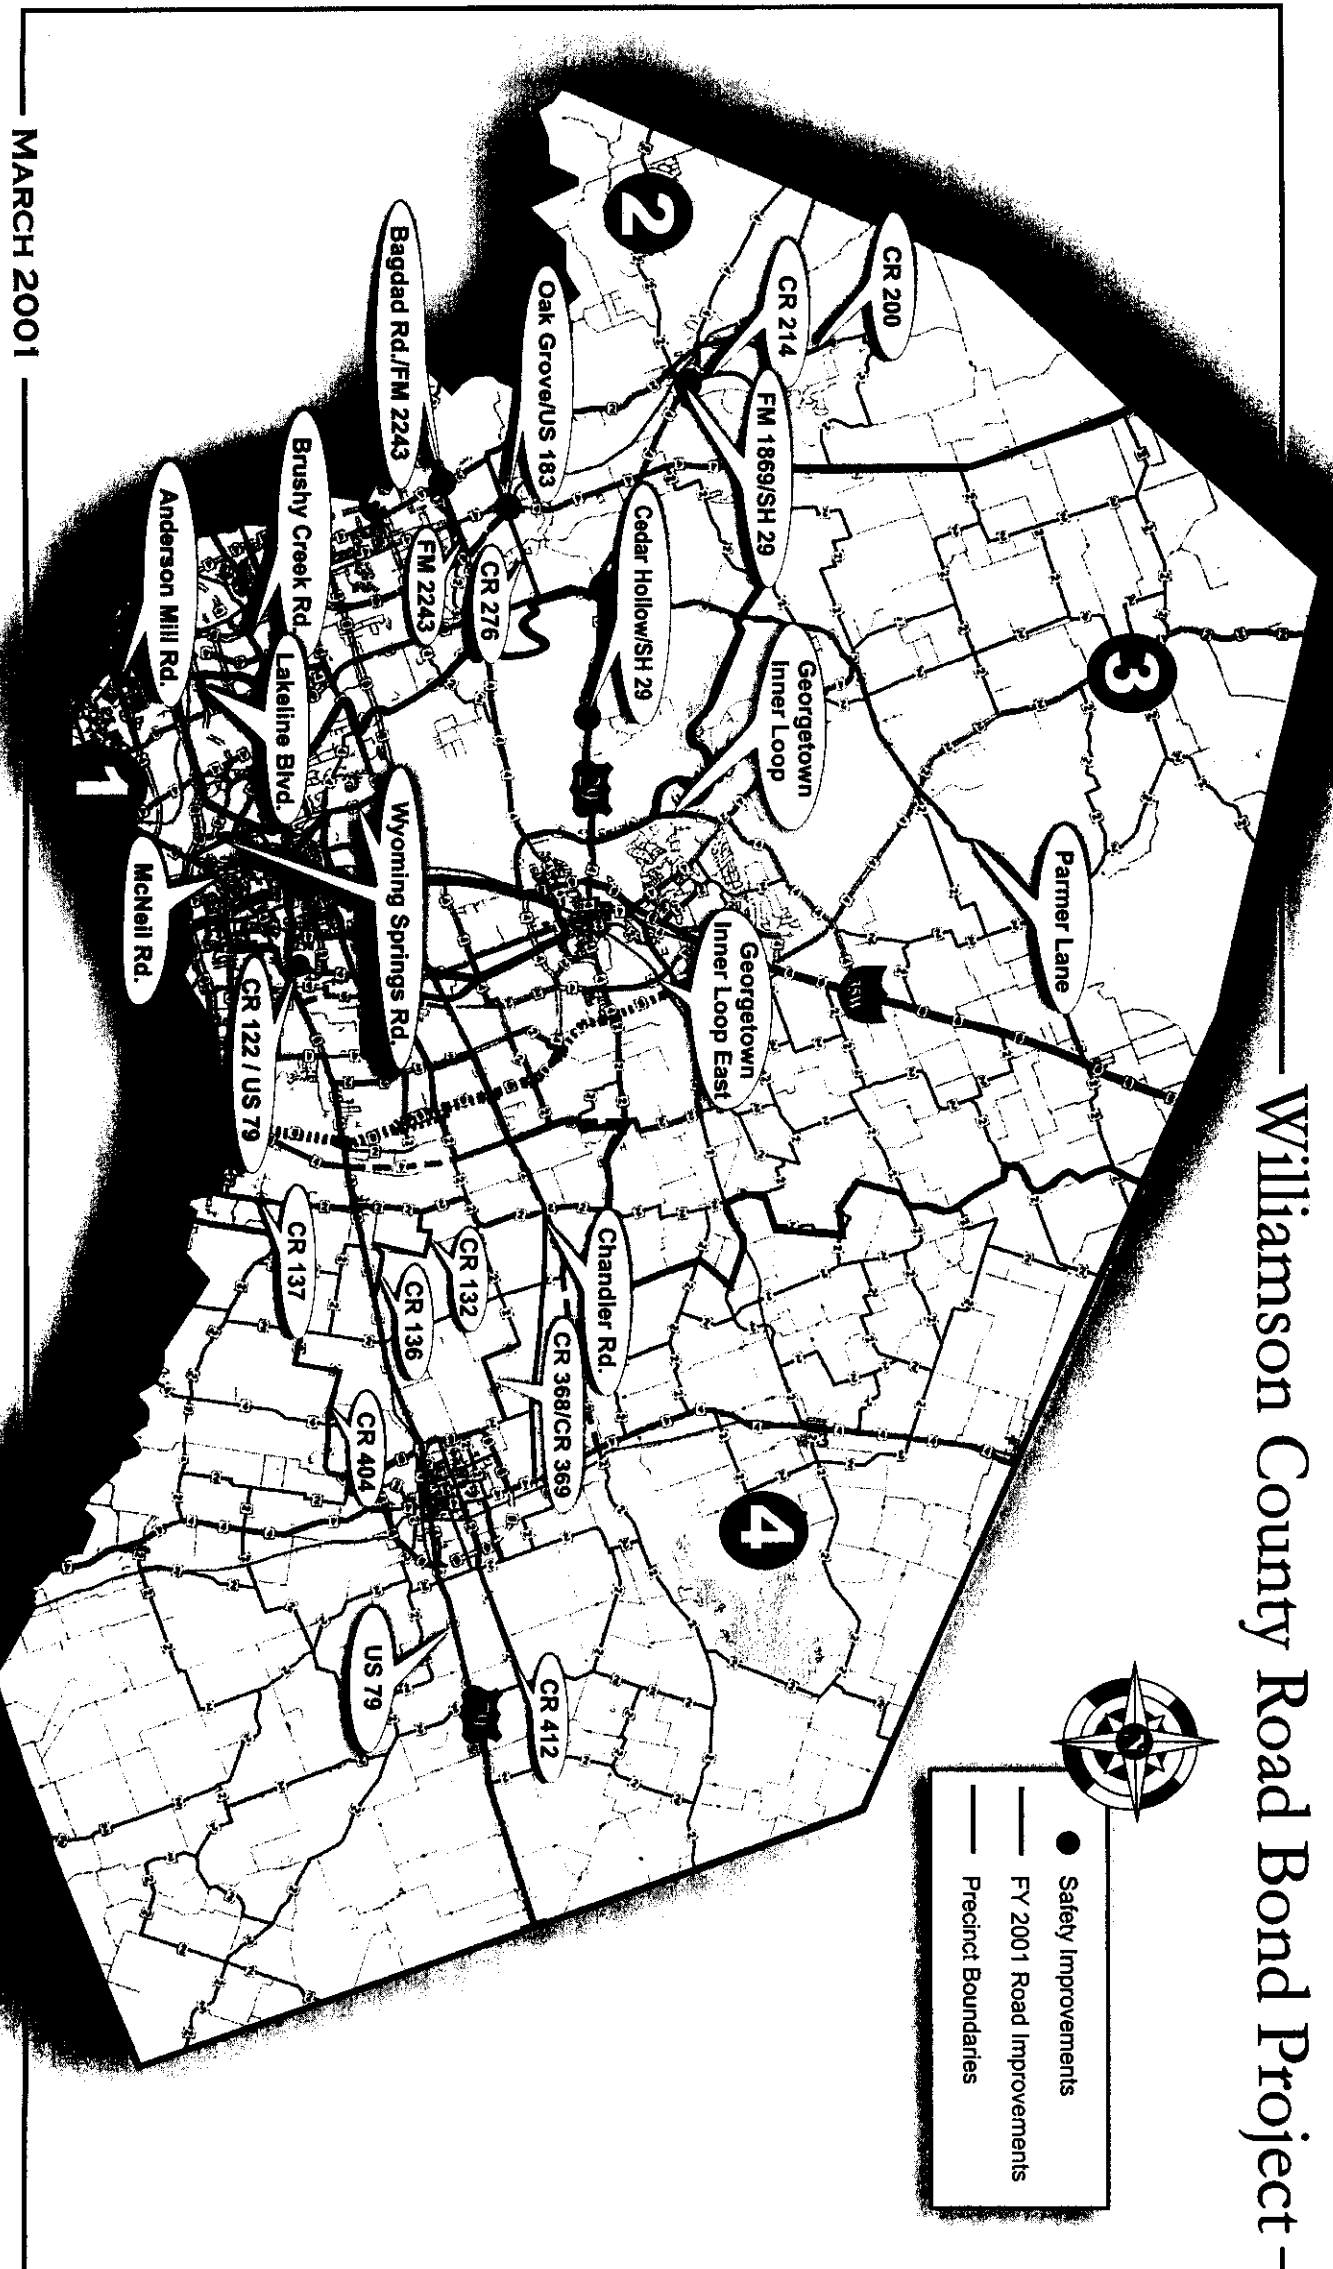 Williamson County Road Bond Project
N
Safety Improvements
FY 2001 Road Improvements
Precinct Boundaries
2
CR 200
CR 214
FM 1869/SH 29
Oak Grove/US 183
Bagdad Rd./FM 2243
Cedar Hollow/SH 29
3
Georgetown
Inner Loop
FM 2243
CR 276
Brushy Creek Rd.
Anderson Mill Rd.
Lakeline Blvd.
1
Parmer Lane
Wyoming Springs Rd.
McNeil Rd.
Georgetown
Inner Loop East
CR 122 / US 79
CR 137
CR 132
CR 136
Chandler Rd.
CR 368/CR 369
CR 404
4
US 79
CR 412
MARCH 2001